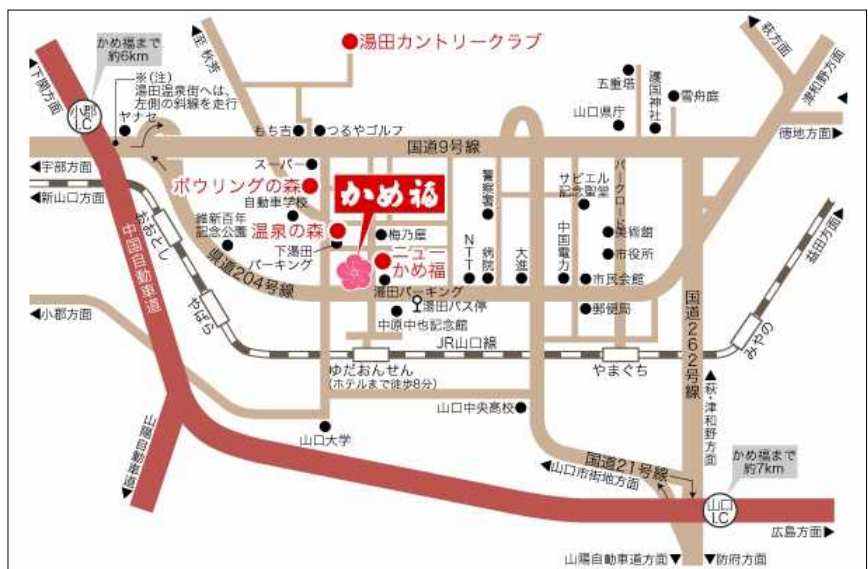 かめ福まで
約6km
▲下関方面
小郡
I.C
※(注)
湯田温泉街へは、
左側の斜線を走行
ヤナセ
◀至 秋芳
湯田カントリークラブ
もち吉
つるやゴルフ
国道9号線
五重塔
護国神社
雪舟庭
山口県庁
◀萩方面
津和野方面
徳地方面▶
◀宇部方面
◀新山口方面
スーパー
ボウリングの森
自動車学校
かめ福
維新百年
記念公園
温泉の森
下湯田
パーキング
梅乃屋
ニュー
かめ福
警察署
サビエル
記念聖堂
パークロード
美術館
市役所
NTT
病院
大進
中国電力
市民会館
郵便局
益田方面▶
おおとし
県道204号線
湯田パーキング
湯田バス停
中原中也記念館
中国自動車道
やばら
◀小郡方面
JR山口線
ゆだおんせん
(ホテルまで徒歩8分)
やまぐち
みやの
国道262号線
▲萩・津和野方面
山口中央高校
山口大学
山陽自動車道
国道21号線
◀山口市街地方面
かめ福まで
約7km
山口
I.C
広島方面▶
山陽自動車道方面▼
▼防府方面